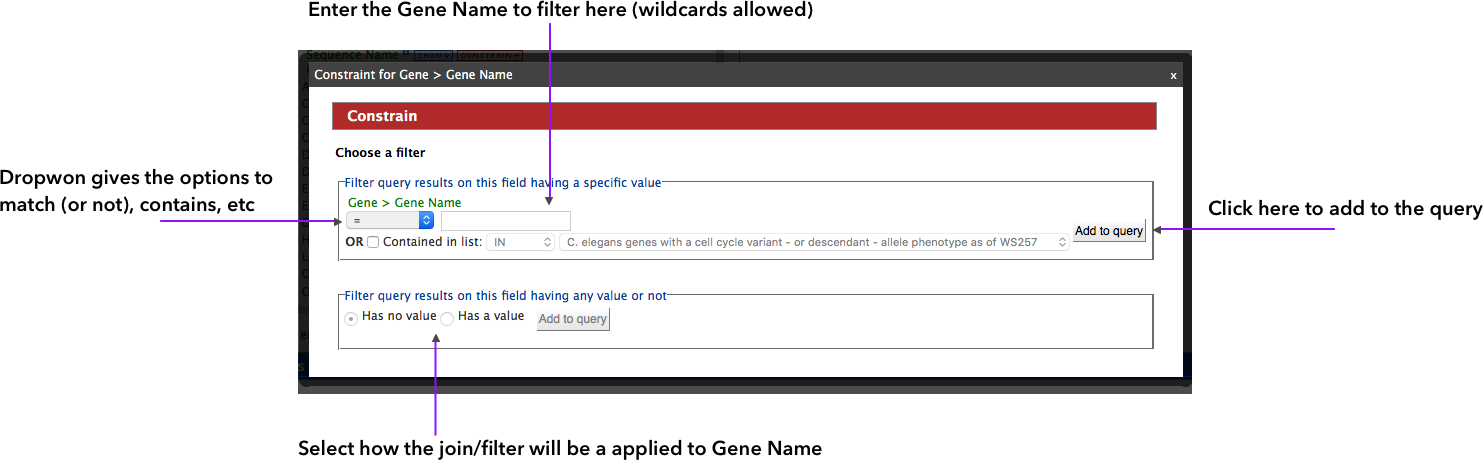 Enter the Gene Name to filter here (wildcards allowed)
Sequence Name
SHOW
CONSTRAIN
Constraint for Gene > Gene Name
x
Constrain
Choose a filter
Dropwon gives the options to
match (or not), contains, etc
Filter query results on this field having a specific value
Gene > Gene Name
=
Click here to add to the query
OR Contained in list: IN C. elegans genes with a cell cycle variant - or descendant - allele phenotype as of WS257
Add to query
Filter query results on this field having any value or not
Has no value Has a value Add to query
Select how the join/filter will be a applied to Gene Name